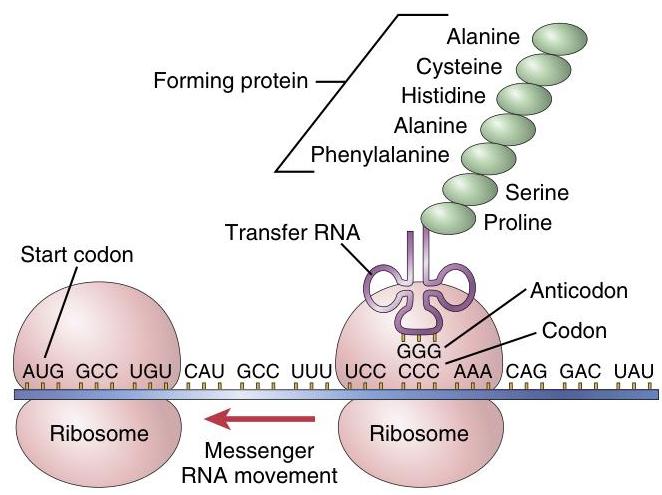 Alanine
Cysteine
Forming protein
Histidine
Alanine
Phenylalanine
Serine
Proline
Transfer RNA
Start codon
Anticodon
Codon
GGG
AUG GCC UGU CAU GCC UUU UCC CCC AAA CAG GAC UAU
Ribosome
Ribosome
Messenger
RNA movement